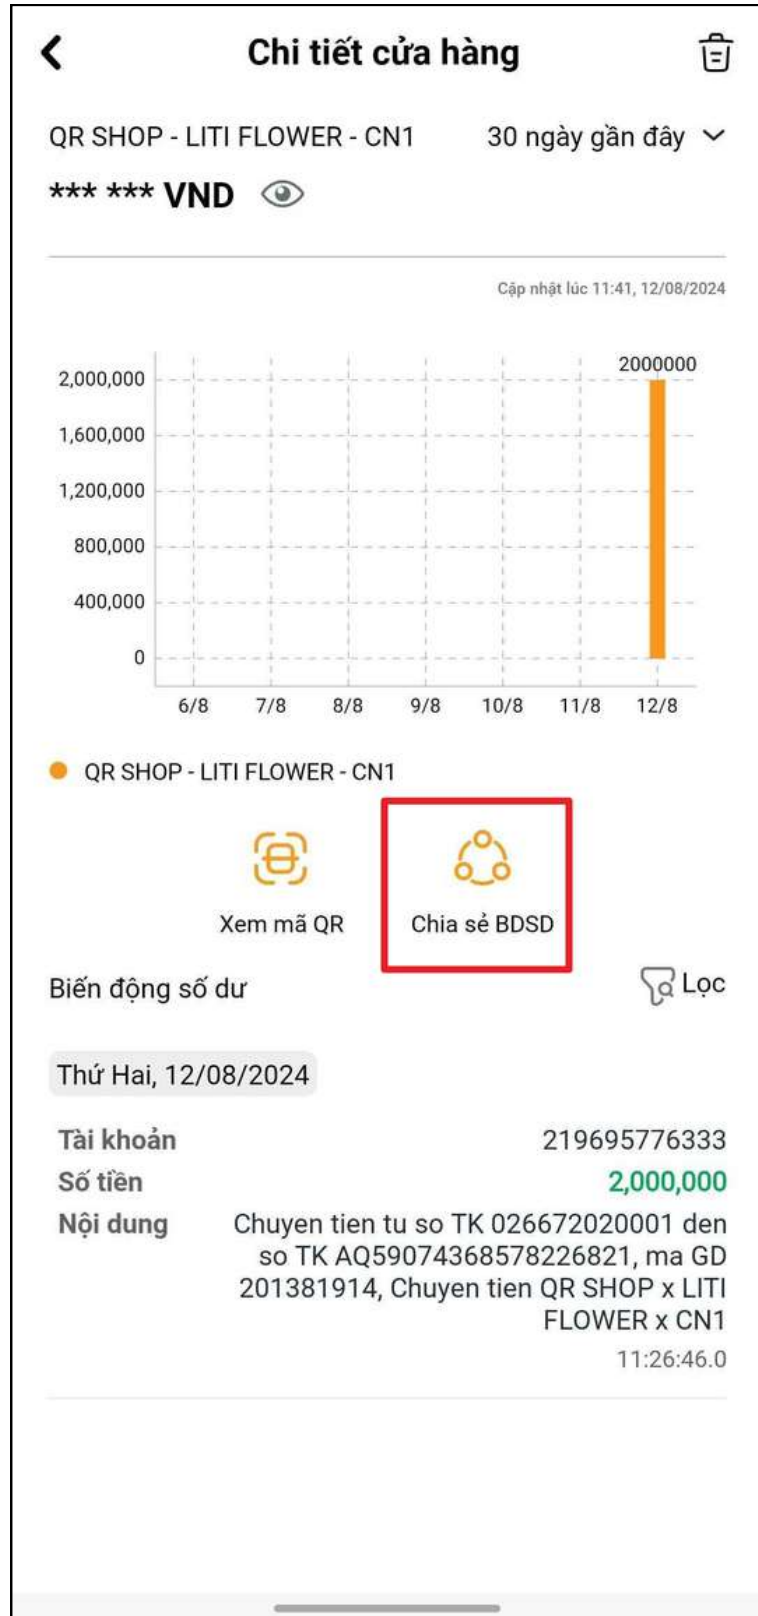 Chi tiết cửa hàng
QR SHOP - LITI FLOWER - CN1 30 ngày gần đây
*** *** VND
Cập nhật lúc 11:41, 12/08/2024
2000000
2,000,000
1,600,000
1,200,000
800,000
400,000
0
6/8 7/8 8/8 9/8 10/8 11/8 12/8
QR SHOP - LITI FLOWER - CN1
Xem mã QR Chia sẻ BDSD
Biến động số dư Lọc
Thứ Hai, 12/08/2024
Tài khoản 219695776333
Số tiền 2,000,000
Nội dung Chuyen tien tu so TK 026672020001 den
so TK AQ59074368578226821, ma GD
201381914, Chuyen tien QR SHOP x LITI
FLOWER x CN1
11:26:46.0